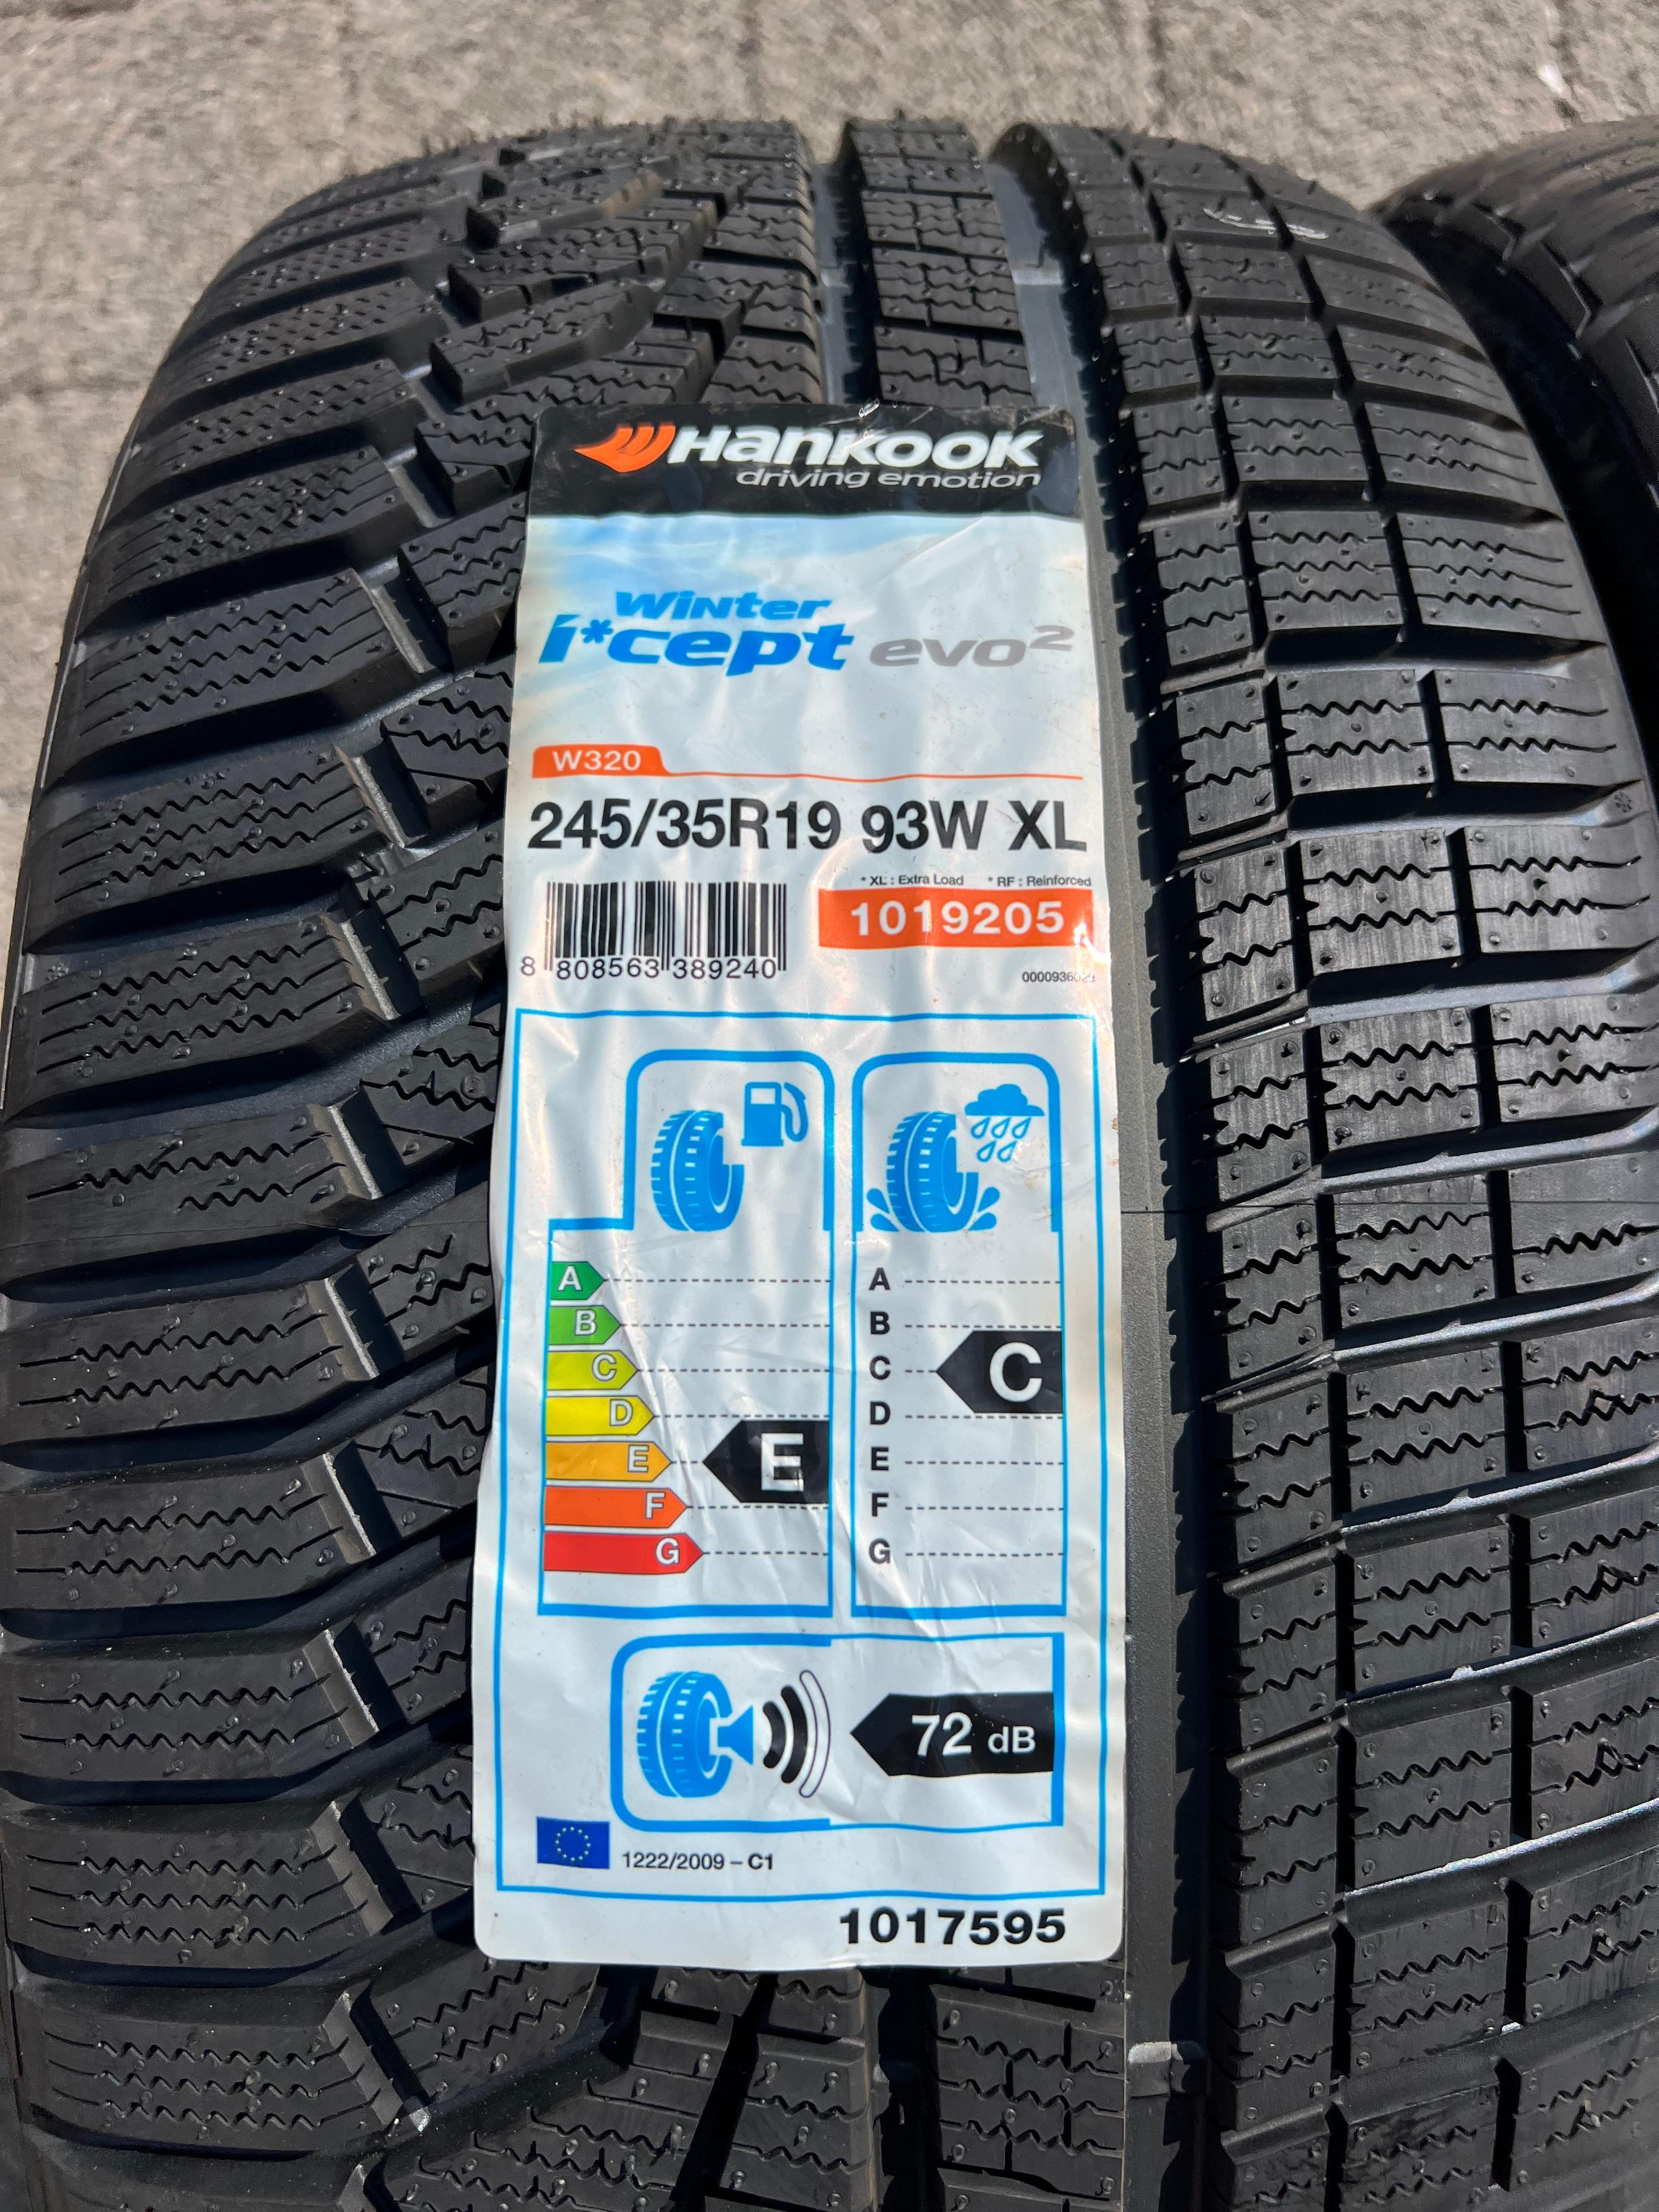 Hankook
driving emotion
Winter
i*cept evo²
W320
245/35R19 93W XL
* XL : Extra Load * RF : Reinforced
1019205
8 808563 389240
A
B
C
D
E
F
G
E
A
B
C
D
E
F
G
C
72 dB
1222/2009 – C1
1017595